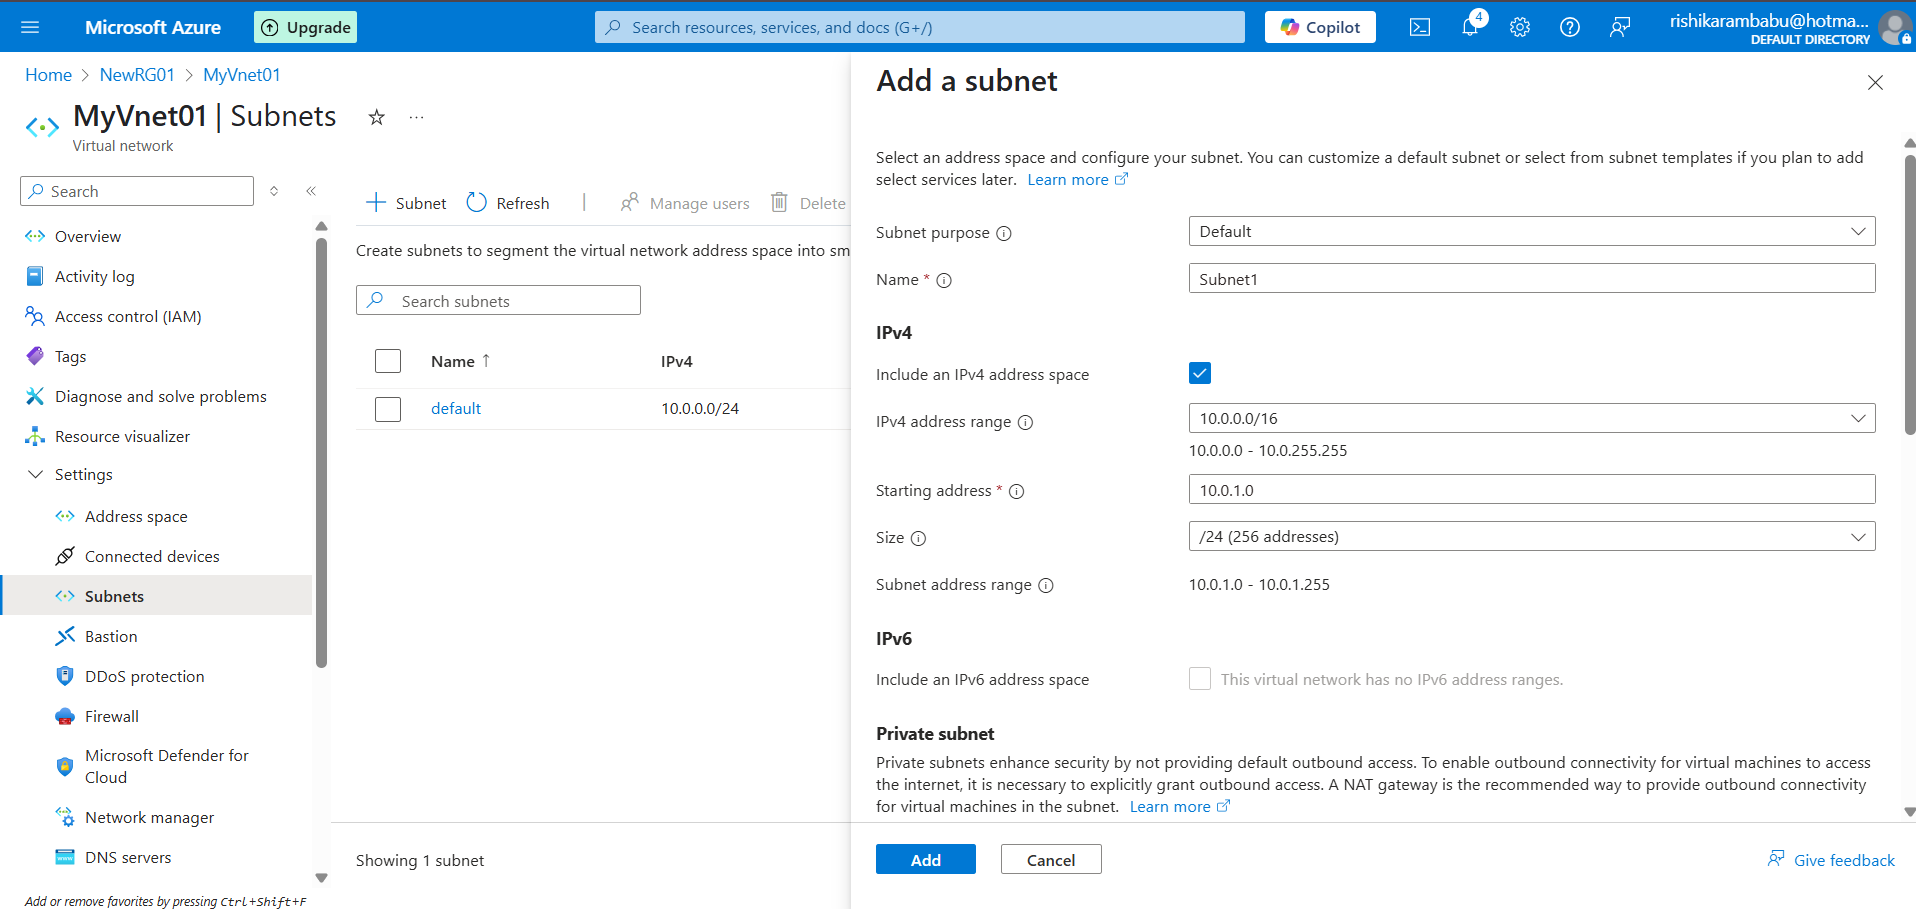 Microsoft Azure
Upgrade
Search resources, services, and docs (G+/)
Copilot
4
rishikarambabu@hotma...
DEFAULT DIRECTORY
Home > NewRG01 > MyVnet01
MyVnet01 | Subnets
Virtual network
Search
Overview
Activity log
Access control (IAM)
Tags
Diagnose and solve problems
Resource visualizer
Settings
Address space
Connected devices
Subnets
Bastion
DDoS protection
Firewall
Microsoft Defender for
Cloud
Network manager
DNS servers
Add or remove favorites by pressing Ctrl+Shift+F
+ Subnet Refresh | Manage users Delete
Create subnets to segment the virtual network address space into sm
Search subnets
Name ↑ IPv4
default 10.0.0.0/24
Showing 1 subnet
Add a subnet
Select an address space and configure your subnet. You can customize a default subnet or select from subnet templates if you plan to add
select services later. Learn more
Subnet purpose Default
Name * Subnet1
IPv4
Include an IPv4 address space
IPv4 address range 10.0.0.0/16
10.0.0.0 - 10.0.255.255
Starting address * 10.0.1.0
Size /24 (256 addresses)
Subnet address range 10.0.1.0 - 10.0.1.255
IPv6
Include an IPv6 address space This virtual network has no IPv6 address ranges.
Private subnet
Private subnets enhance security by not providing default outbound access. To enable outbound connectivity for virtual machines to access
the internet, it is necessary to explicitly grant outbound access. A NAT gateway is the recommended way to provide outbound connectivity
for virtual machines in the subnet. Learn more
Add Cancel
Give feedback